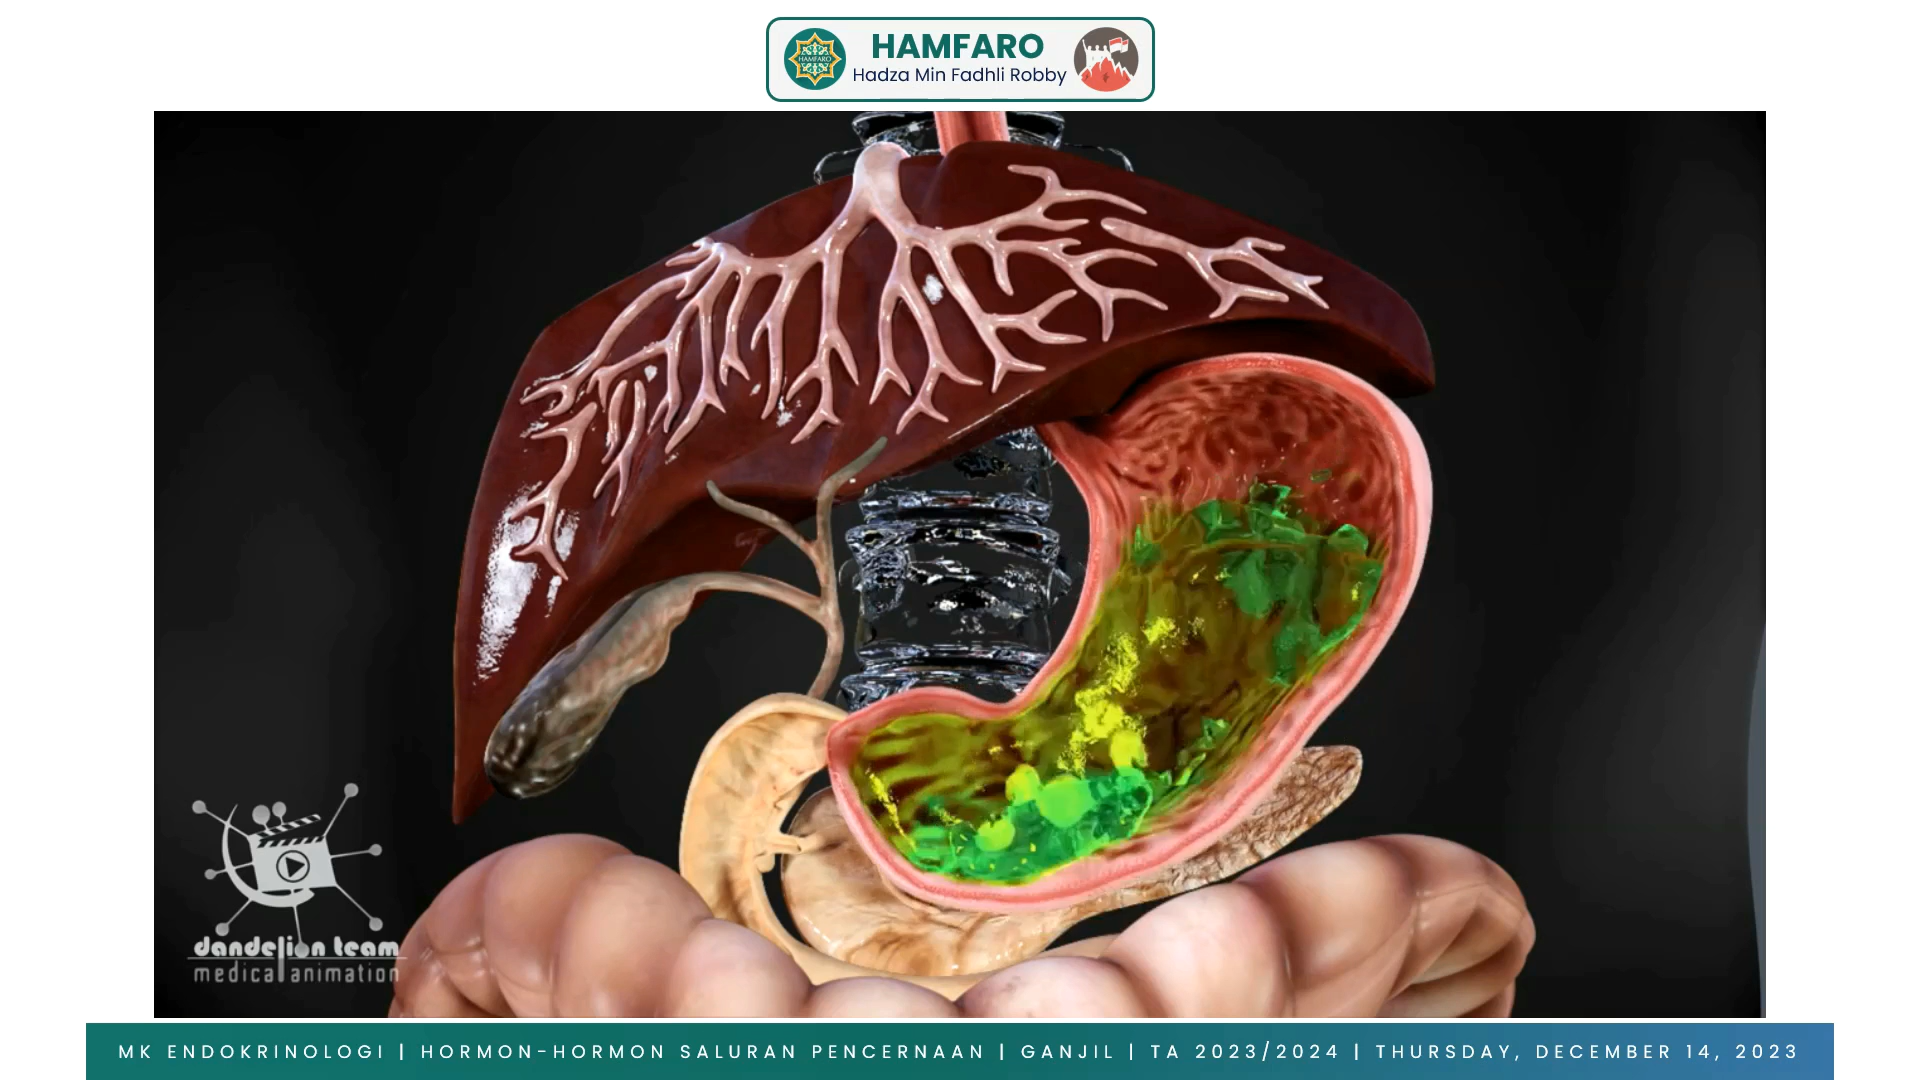 HAMFARO
HAMFARO
Hadza Min Fadhli Robby
dandelion team
medical animation
MK ENDOKRINOLOGI | HORMON-HORMON SALURAN PENCERNAAN | GANJIL | TA 2023/2024 | THURSDAY, DECEMBER 14, 2023